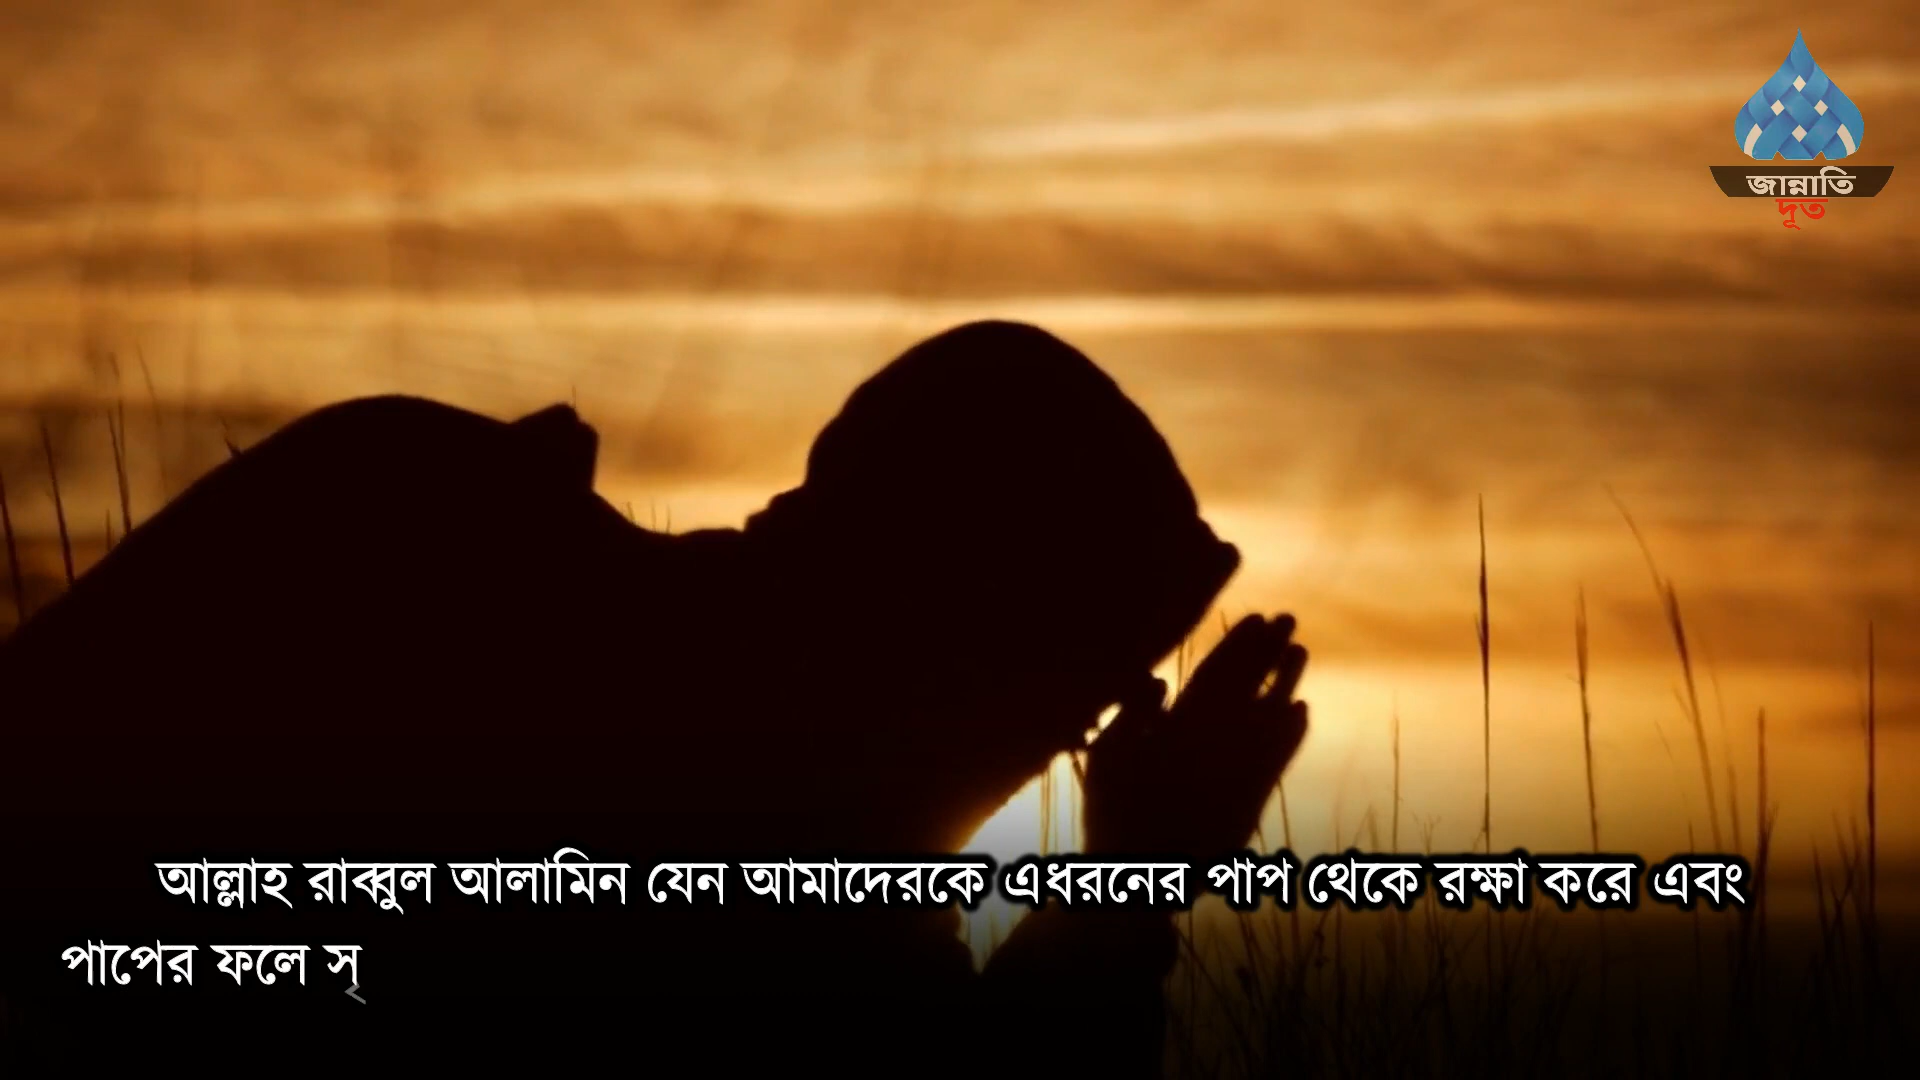 জান্নাতি
দূত
আল্লাহ রাব্বুল আলামিন যেন আমাদেরকে এধরনের পাপ থেকে রক্ষা করে এবং
পাপের ফলে সৃ